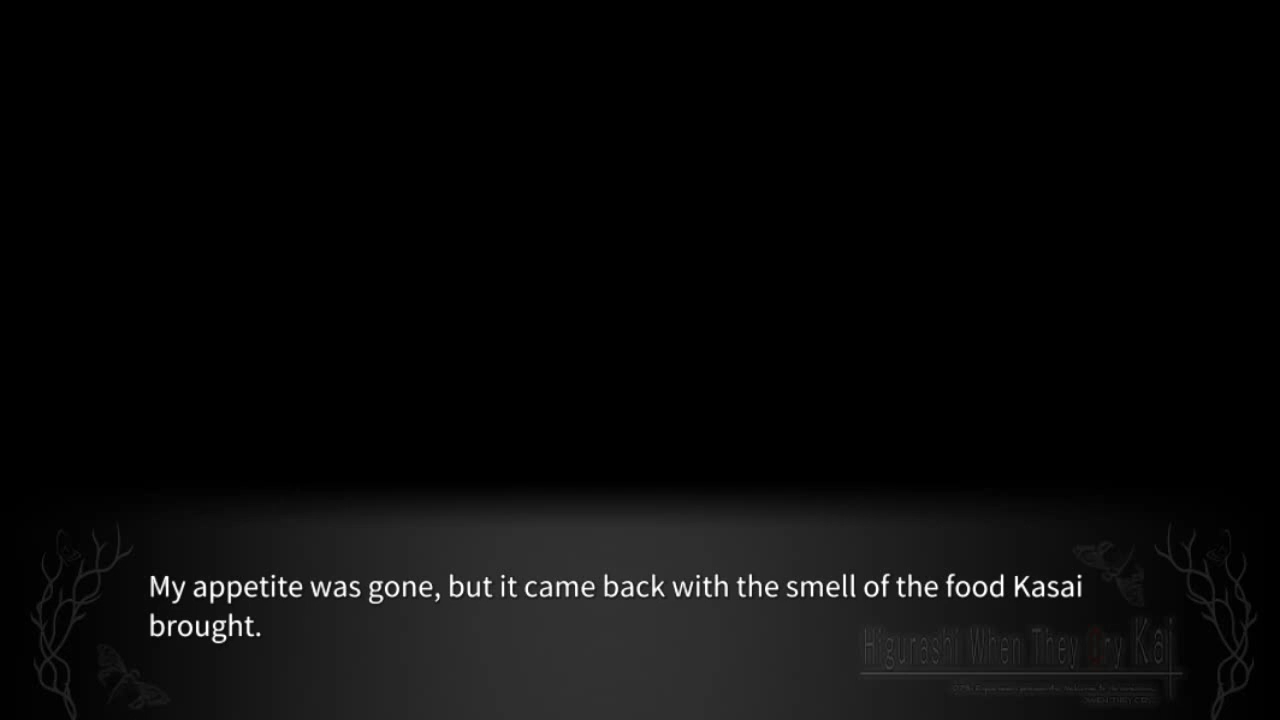 My appetite was gone, but it came back with the smell of the food Kasai
brought.
Higurashi When They Cry Kai